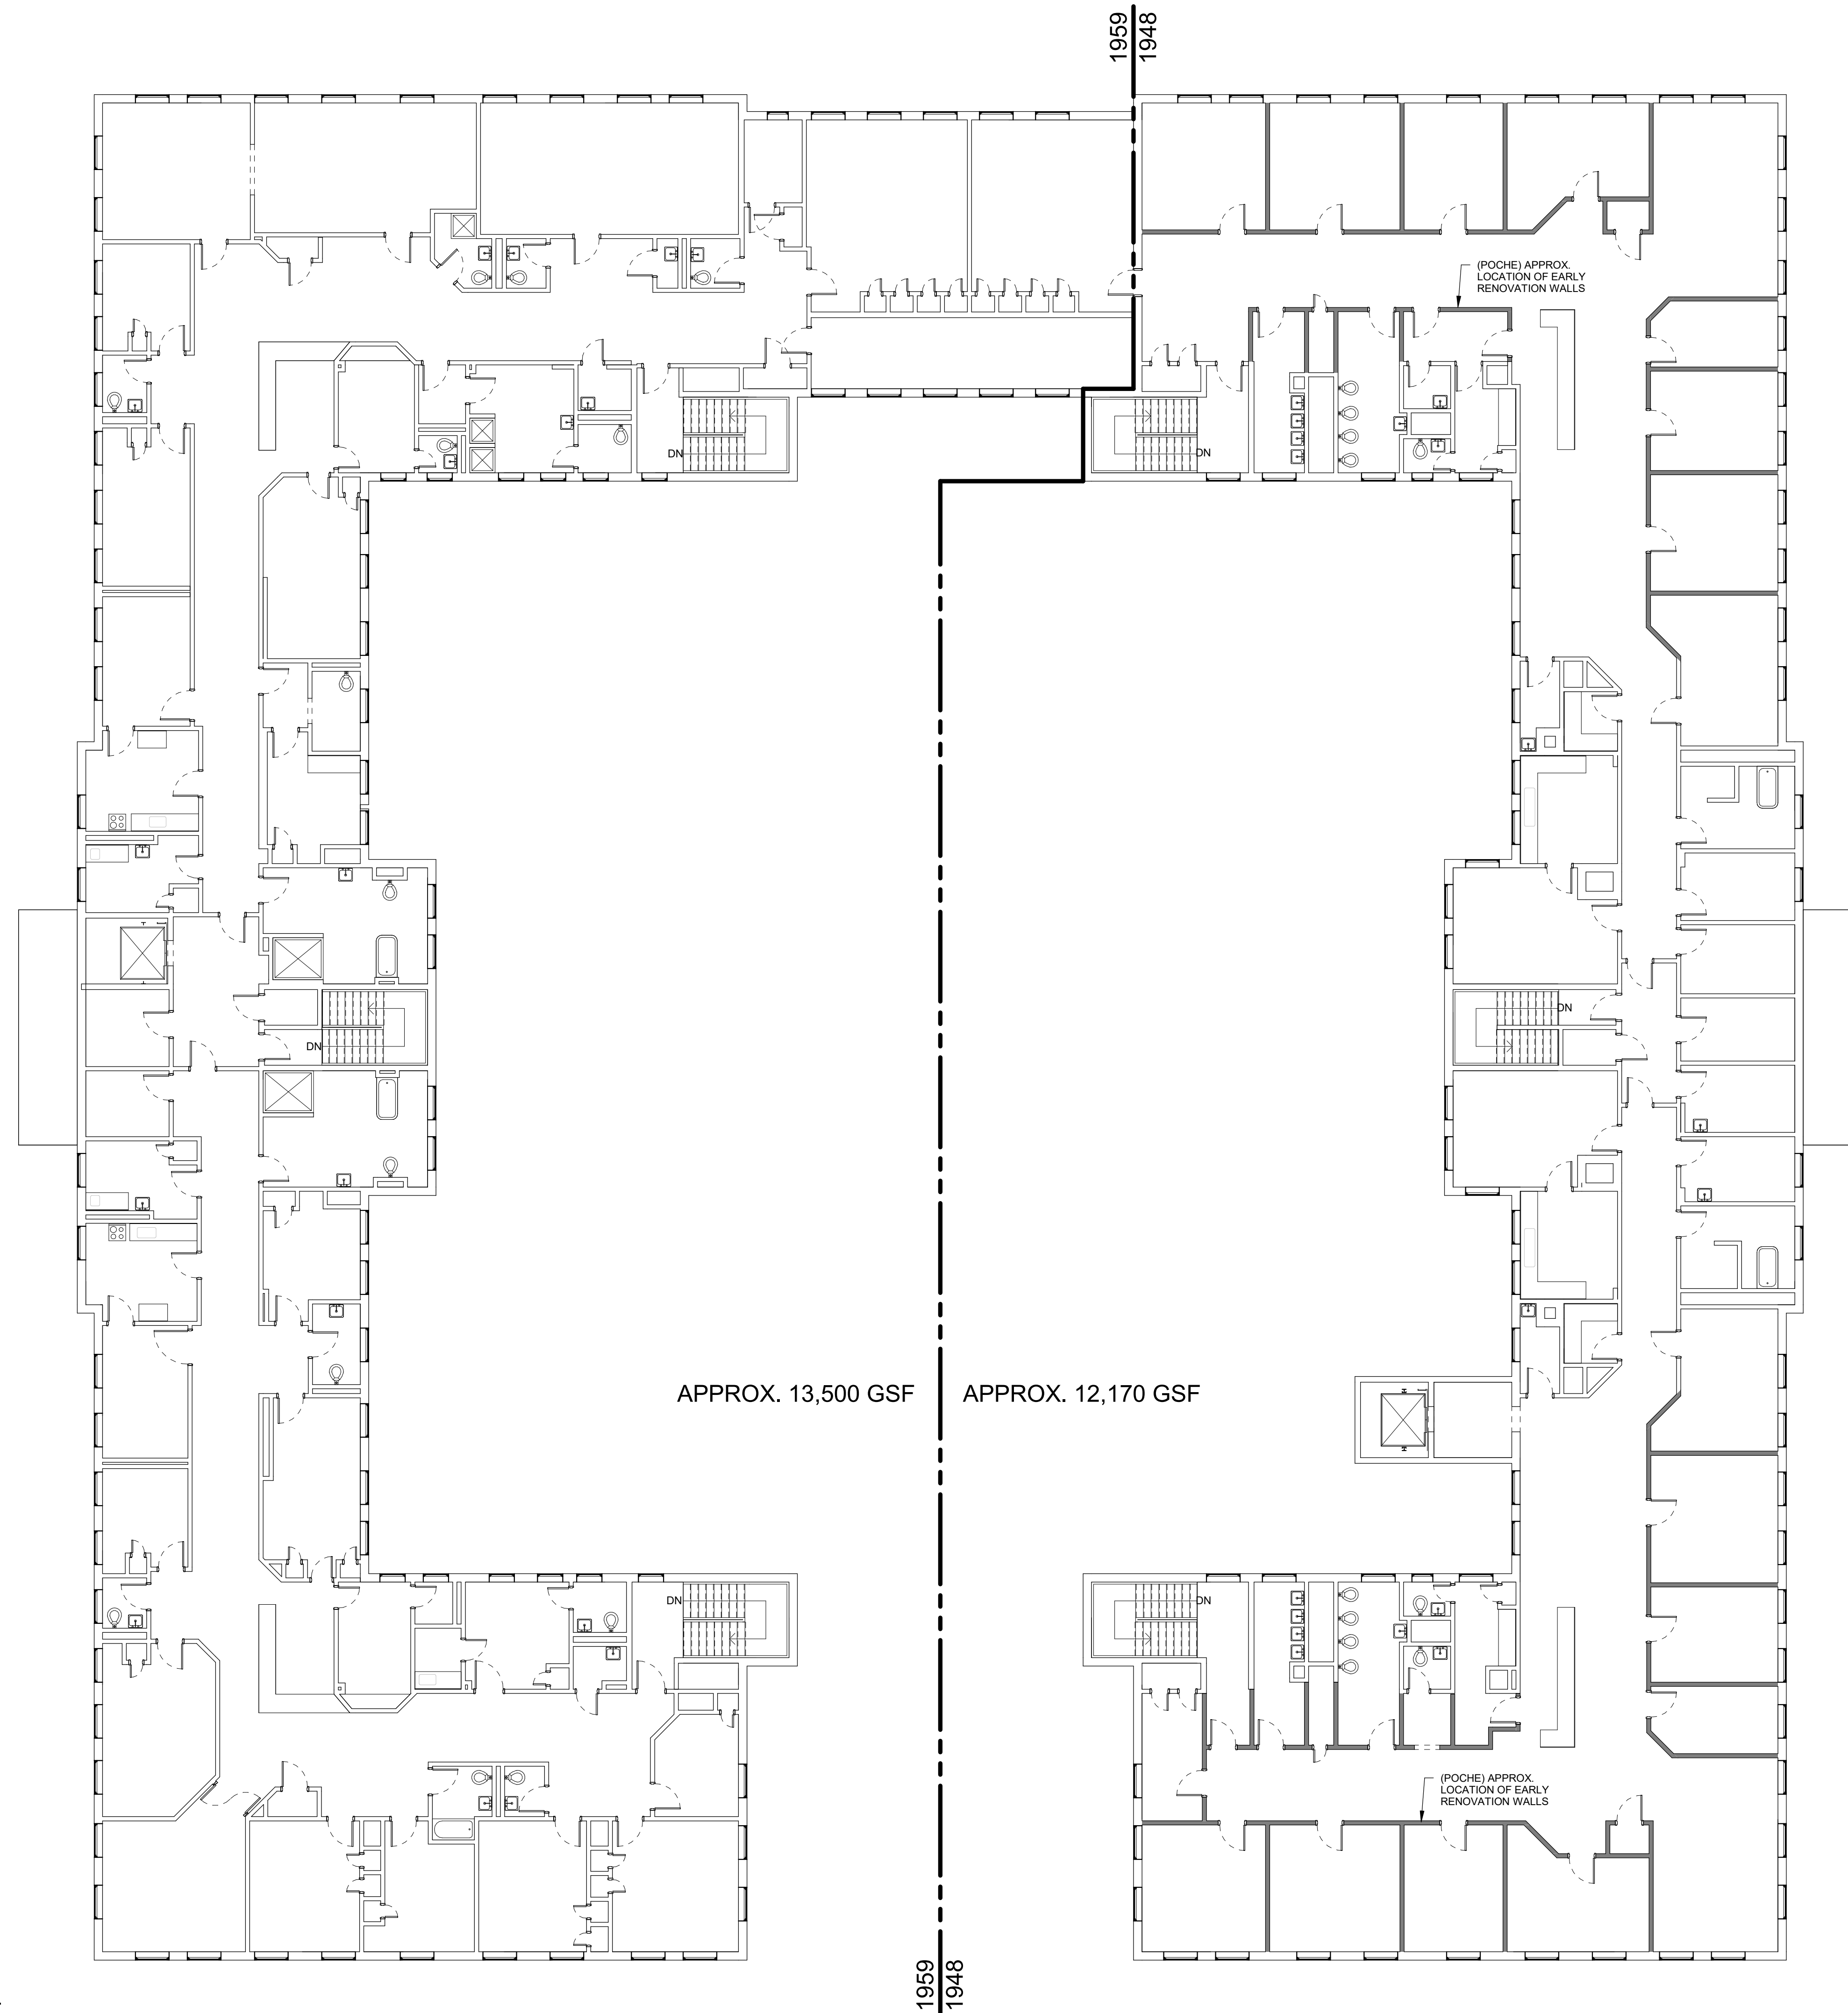 1959
1948
(POCHE) APPROX.
LOCATION OF EARLY
RENOVATION WALLS
DN
DN
DN
DN
APPROX. 13,500 GSF
APPROX. 12,170 GSF
DN
DN
(POCHE) APPROX.
LOCATION OF EARLY
RENOVATION WALLS
1959
1948